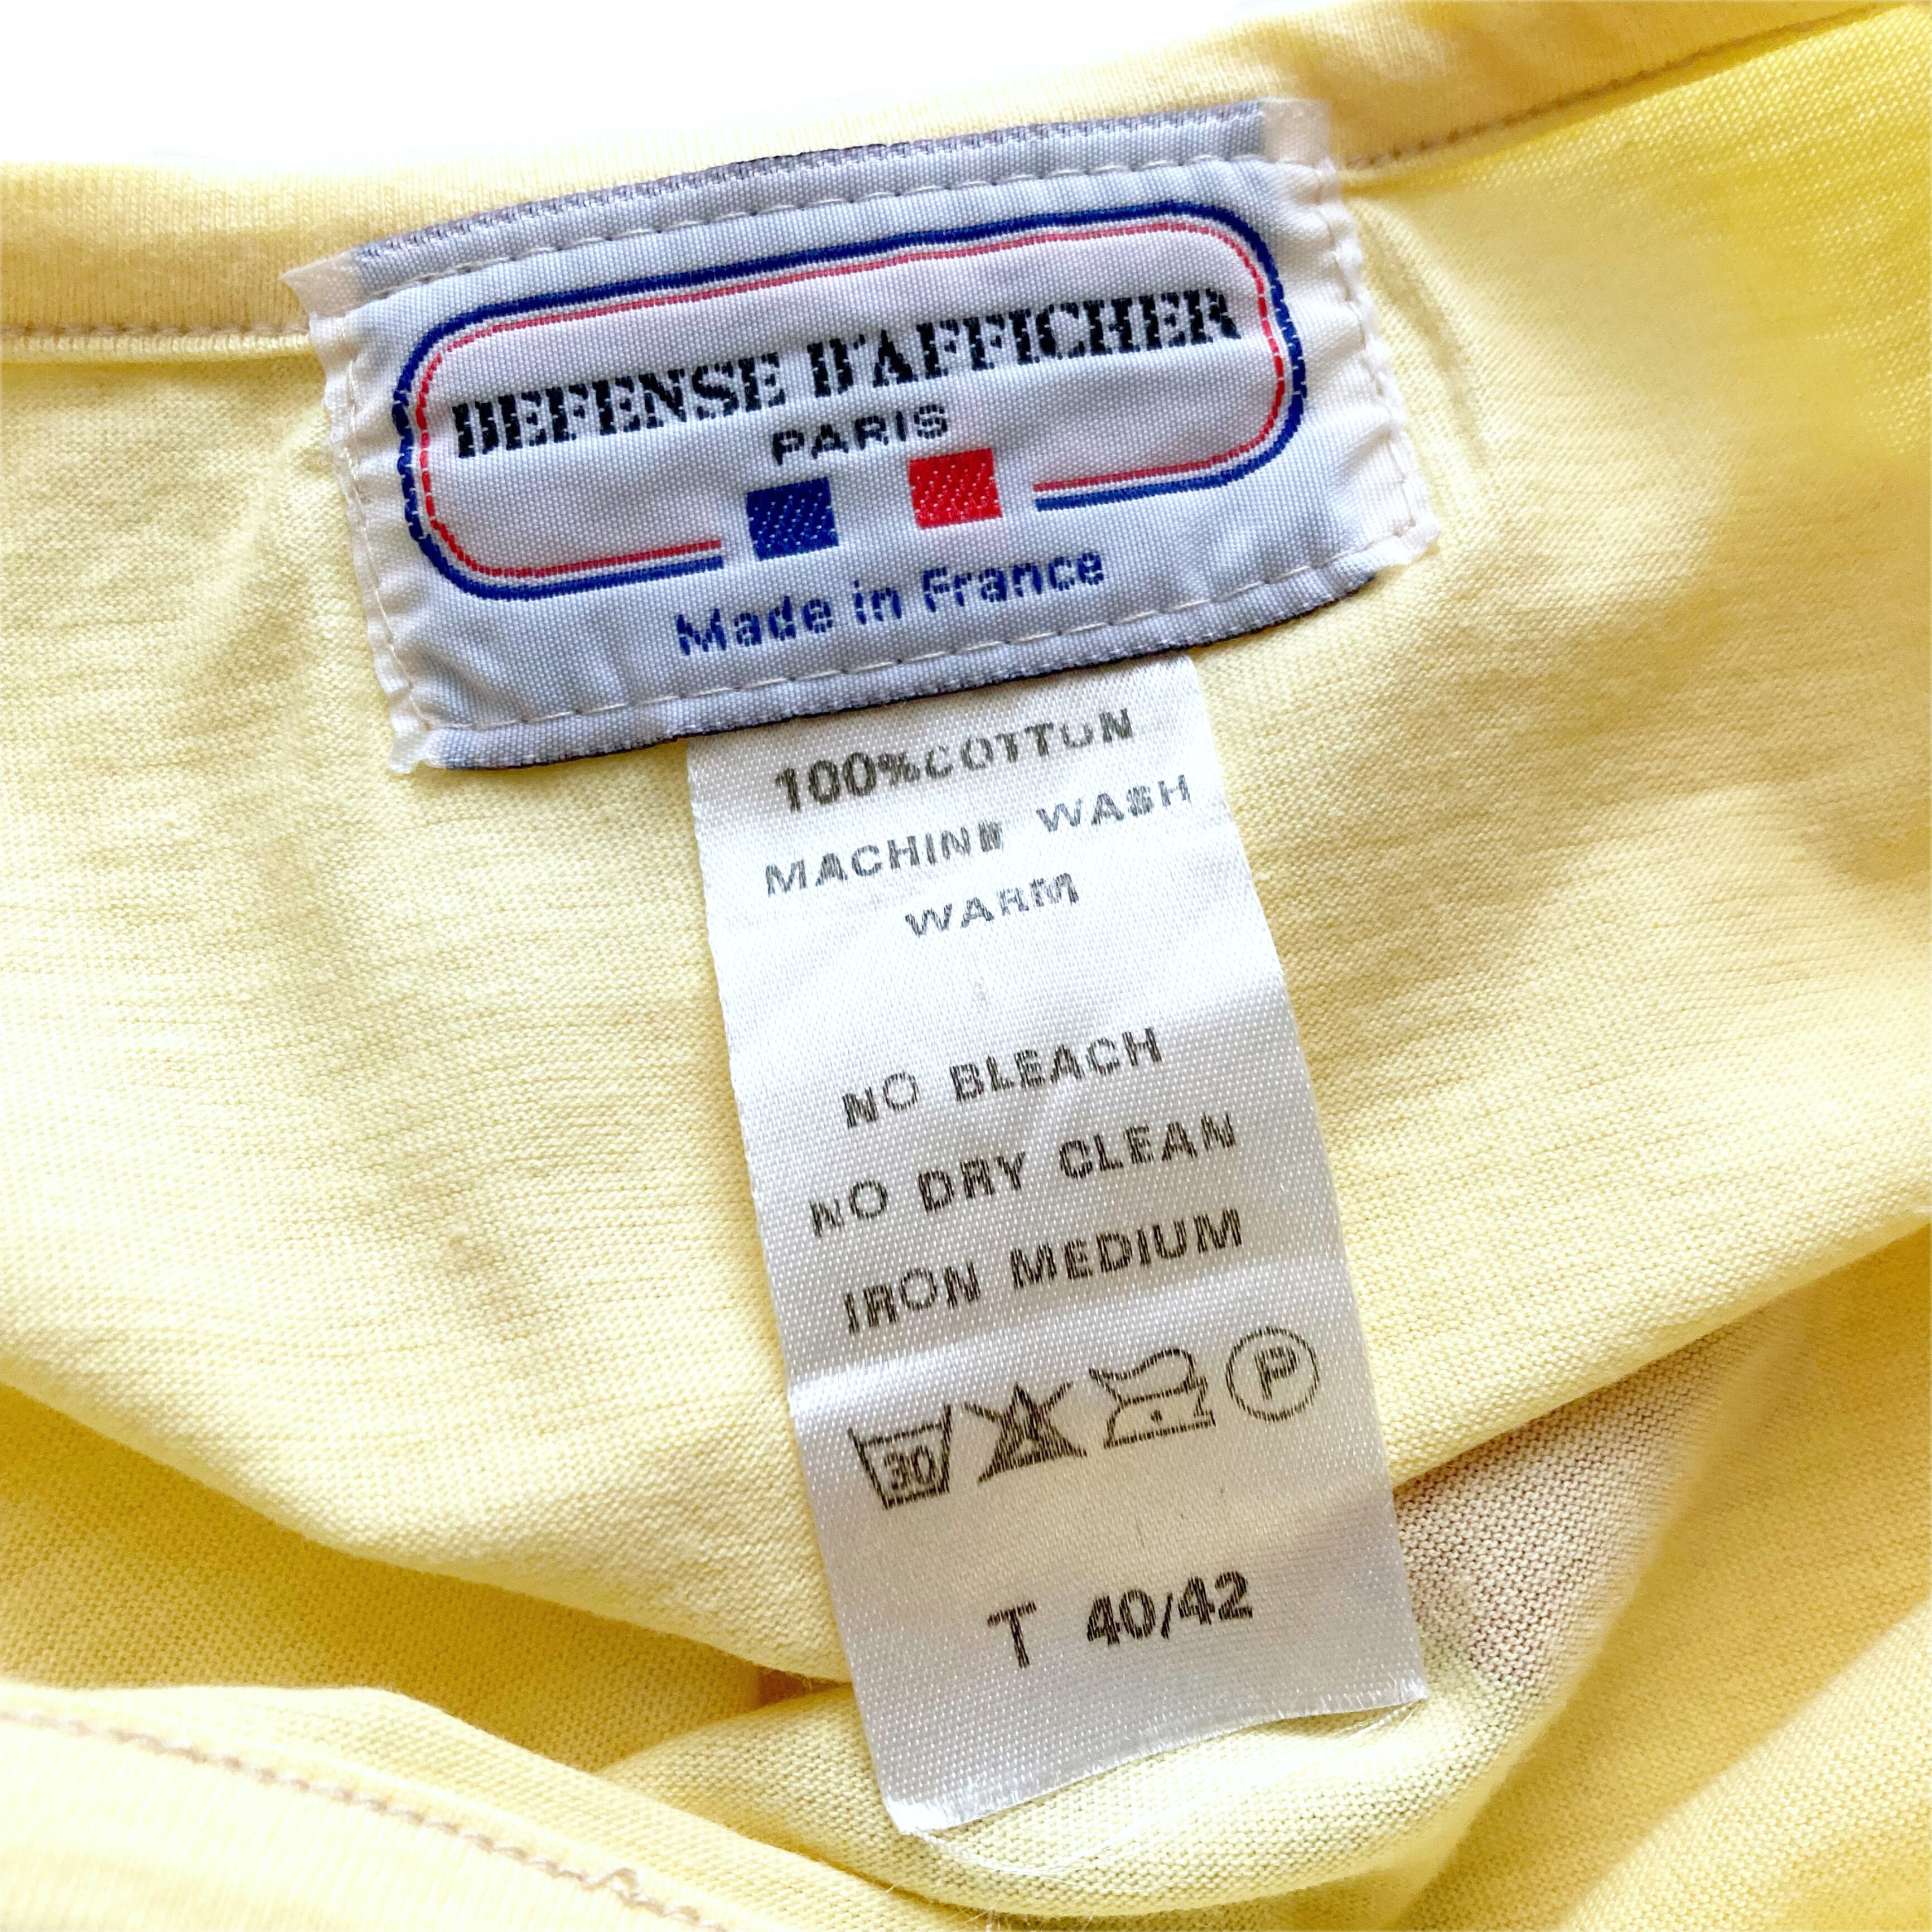 DEFENSE D'AFFICHER
PARIS
Made in France
100% COTTON
MACHINE WASH
WARM
NO BLEACH
NO DRY CLEAN
IRON MEDIUM
30 P
T 40/42